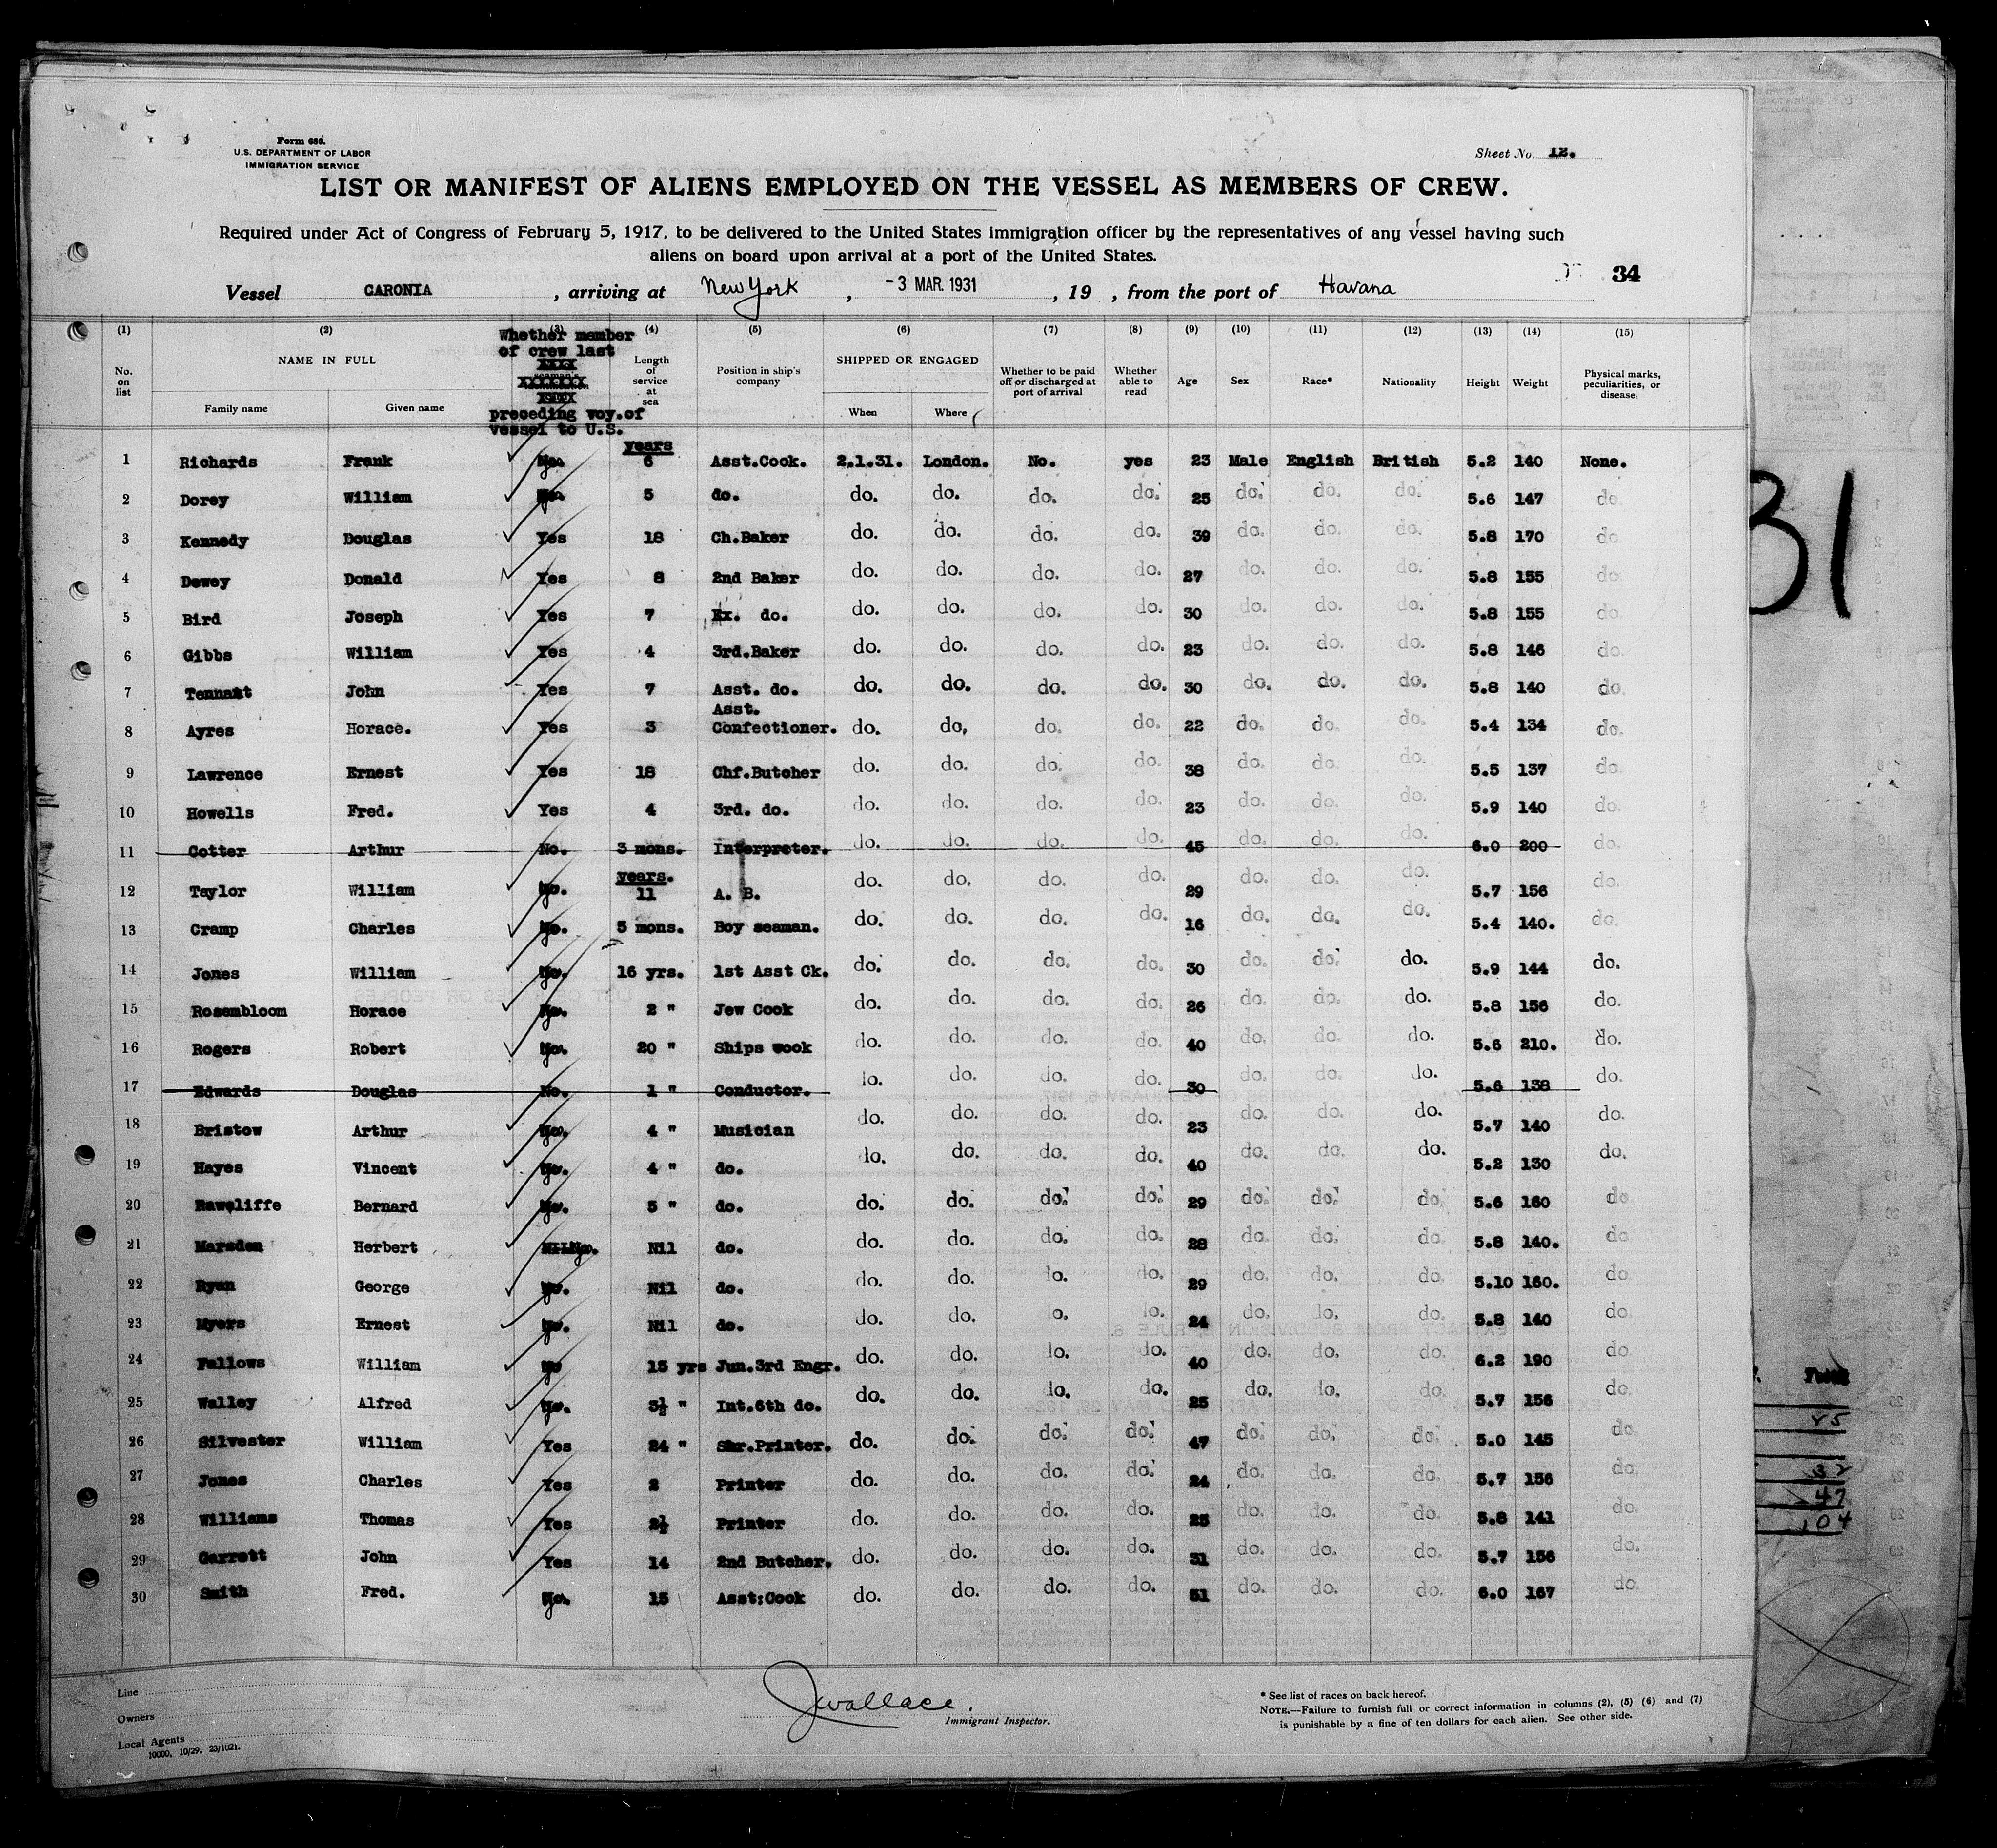 Form 680.
U.S. DEPARTMENT OF LABOR
IMMIGRATION SERVICE
Sheet No. 12.
LIST OR MANIFEST OF ALIENS EMPLOYED ON THE VESSEL AS MEMBERS OF CREW.
Required under Act of Congress of February 5, 1917, to be delivered to the United States immigration officer by the representatives of any vessel having such
aliens on board upon arrival at a port of the United States.
34
Vessel CARONIA , arriving at New York , -3 MAR. 1931 , 19 , from the port of Havana
(1) (2) (3) (4) (5) (6) (7) (8) (9) (10) (11) (12) (13) (14) (15)
No. on list
NAME IN FULL
Family name Given name
Whether member of crew last preceding voy. of vessel to U.S.
Length of service at sea
Position in ship's company
SHIPPED OR ENGAGED
When Where
Whether to be paid off or discharged at port of arrival
Whether able to read
Age Sex Race* Nationality Height Weight
Physical marks, peculiarities, or disease
years
1 Richards Frank 6 Asst.Cook. 2.1.31. London. No. yes 23 Male English British 5.2 140 None.
2 Dorey William 5 do. do. do. do. do. 25 do. do. do. 5.6 147 do
3 Kennedy Douglas Yes 18 Ch.Baker do. do. do. do. 39 do. do. do. 5.8 170 do
4 Dewey Donald Yes 8 2nd Baker do. do. do. do. 27 do. do. do. 5.8 155 do
5 Bird Joseph Yes 7 Ex. do. do. do. do. do. 30 do. do. do. 5.8 155 do.
6 Gibbs William Yes 4 3rd.Baker do. do. do. do. 23 do. do. do. 5.8 146 do.
7 Tennant John Yes 7 Asst. do. do. do. do. do. 30 do. do. do. 5.8 140 do.
8 Ayres Horace. Yes 3 Asst. Confectioner. do. do, do. do. 22 do. do. do. 5.4 134 do.
9 Lawrence Ernest Yes 18 Chf.Butcher do. do. do. do. 38 do. do. do. 5.5 137 do.
10 Howells Fred. Yes 4 3rd. do. do. do. do. do. 23 do. do. do. 5.9 140 do.
11 Cotter Arthur No. 3 mons. Interpreter. do. do. do. do. 45 do. do. do. 6.0 200 do.
years.
12 Taylor William 11 A. B. do. do. do. do. 29 do. do. do. 5.7 156 do.
13 Cramp Charles 5 mons. Boy seaman. do. do. do. do. 16 do. do. do. 5.4 140. do.
14 Jones William 16 yrs. 1st Asst Ck. do. do. do. do. 30 do. do. do. 5.9 144 do.
15 Rosembloom Horace 2 " Jew Cook do. do. do. do. 26 do. do. do. 5.8 156 do.
16 Rogers Robert 20 " Ships wook do. do. do. do. 40 do. do. do. 5.6 210. do.
17 Edwards Douglas No. 1 " Conductor. do. do. do. do. 30 do. do. do. 5.6 138 do.
18 Bristow Arthur 4 " Musician do. do. do. do. 23 do. do. do. 5.7 140 do.
19 Hayes Vincent 4 " do. do. do. do. do. 40 do. do. do. 5.2 130 do.
20 Rawcliffe Bernard 5 " do. do. do. do. do. 29 do. do. do. 5.6 160 do
21 Marsden Herbert Nil do. do. do. do. do. 28 do. do. do. 5.8 140. do
22 Ryan George Nil do. do. do. do. do. 29 do. do. do. 5.10 160. do
23 Myers Ernest Nil do. do. do. do. do. 24 do. do. do. 5.8 140 do
24 Fallows William 15 yrs Jun.3rd Engr. do. do. do. do. 40 do. do. do. 6.2 190 do
25 Walley Alfred 3½ " Int.6th do. do. do. do. do. 25 do. do. do. 5.7 156 do.
26 Silvester William Yes 24 " Shr.Printer. do. do. do. do. 47 do. do. do. 5.0 145 do.
27 Jones Charles Yes 2 Printer do. do. do. do. 24 do. do. do. 5.7 156 do.
28 Williams Thomas Yes 2½ Printer do. do. do. do. 25 do. do. do. 5.8 141 do.
29 Garrett John Yes 14 2nd Butcher. do. do. do. do. 31 do. do. do. 5.7 156 do.
30 Smith Fred. 15 Asst:Cook do. do. do. do. 51 do. do. do. 6.0 167 do.
Line
Owners
Local Agents
10000, 10/29. 23/1021.
JWallace.
Immigrant Inspector.
* See list of races on back hereof.
NOTE.—Failure to furnish full or correct information in columns (2), (5) (6) and (7)
is punishable by a fine of ten dollars for each alien. See other side.
31
47
104